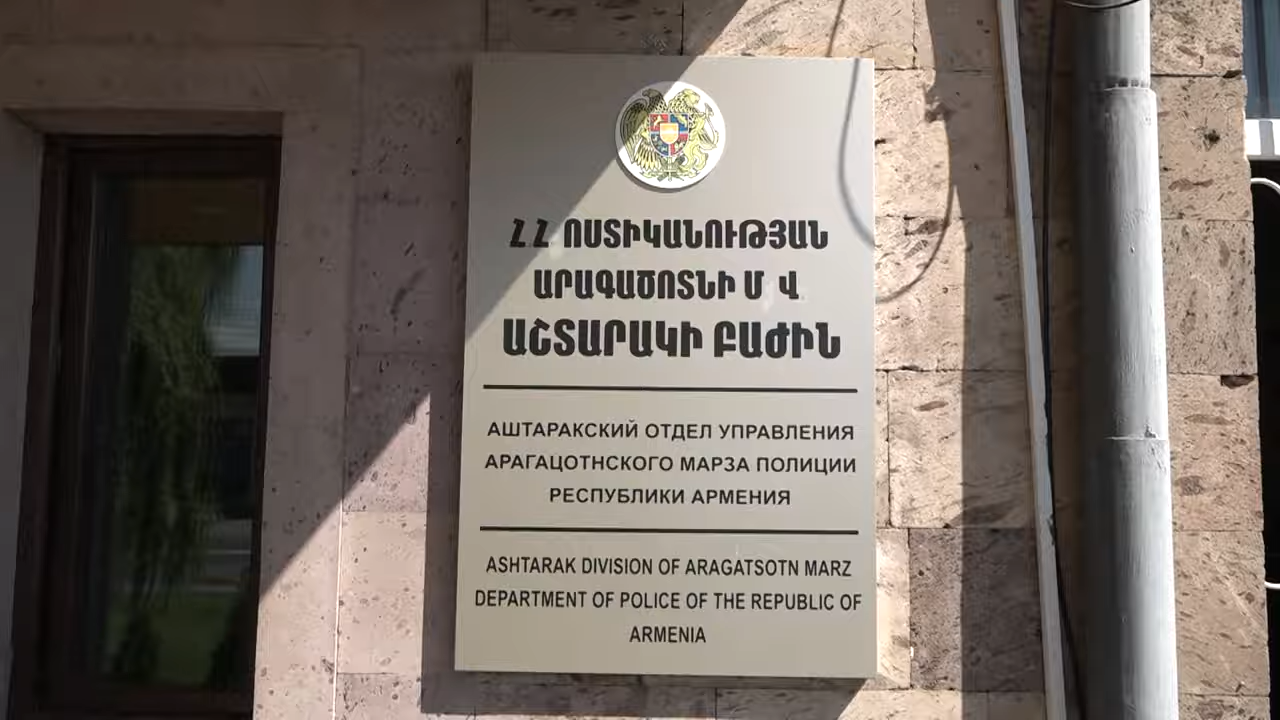 ՀՀ ՈՍՏԻԿԱՆՈՒԹՅԱՆ
ԱՐԱԳԱԾՈՏՆԻ Մ Վ
ԱՇՏԱՐԱԿԻ ԲԱԺԻՆ
АШТАРАКСКИЙ ОТДЕЛ УПРАВЛЕНИЯ
АРАГАЦОТНСКОГО МАРЗА ПОЛИЦИИ
РЕСПУБЛИКИ АРМЕНИЯ
ASHTARAK DIVISION OF ARAGATSOTN MARZ
DEPARTMENT OF POLICE OF THE REPUBLIC OF
ARMENIA